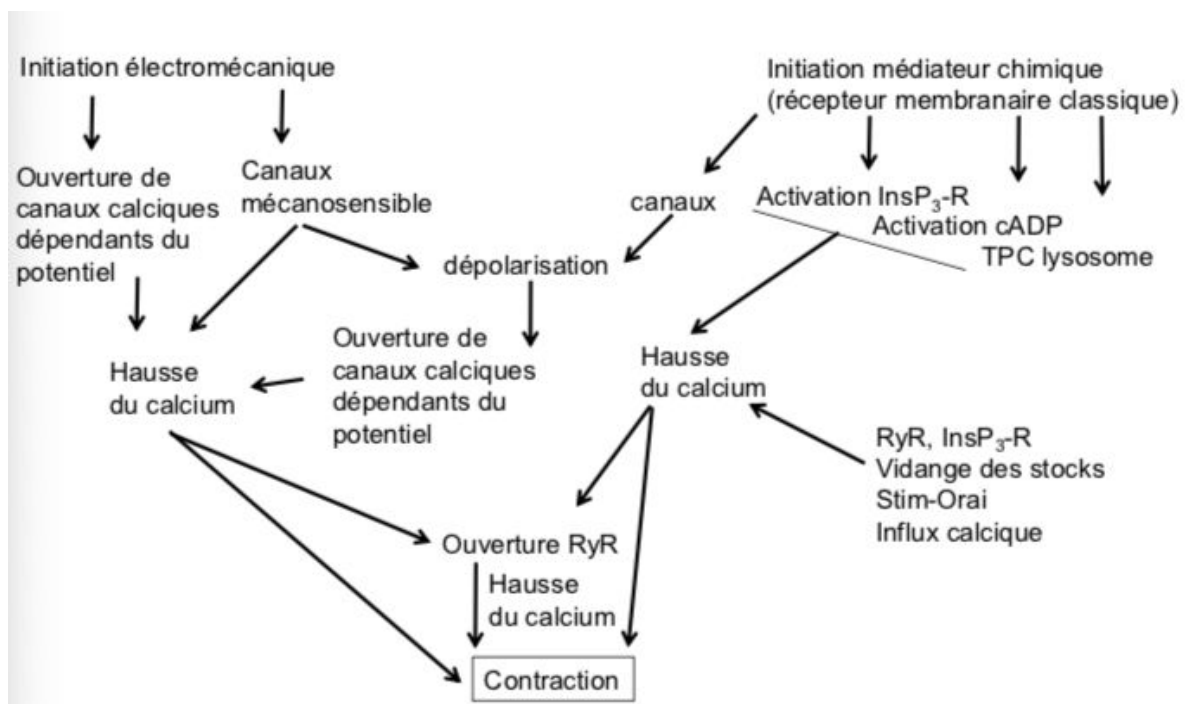 Initiation électromécanique
Initiation médiateur chimique
(récepteur membranaire classique)
Ouverture de
canaux calciques
dépendants du
potentiel
Canaux
mécanosensible
canaux
Activation InsP3-R
Activation cADP
TPC lysosome
dépolarisation
Ouverture de
canaux calciques
dépendants du
potentiel
Hausse
du calcium
Hausse
du calcium
RyR, InsP3-R
Vidange des stocks
Stim-Orai
Influx calcique
Ouverture RyR
Hausse
du calcium
Contraction